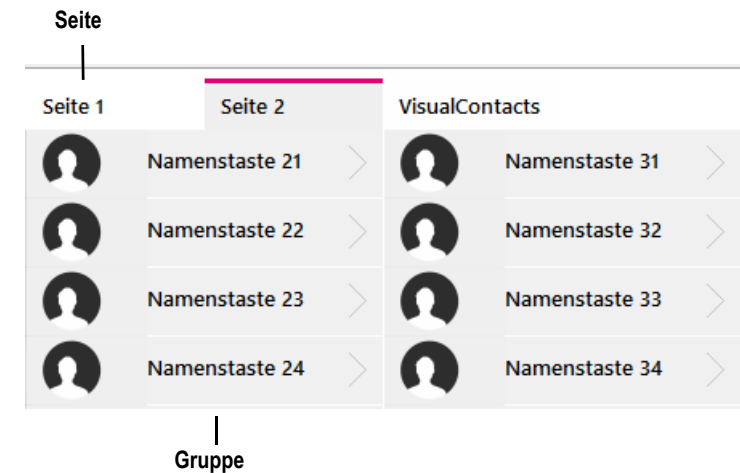 Seite
Seite 1 Seite 2 VisualContacts
Namenstaste 21 Namenstaste 31
Namenstaste 22 Namenstaste 32
Namenstaste 23 Namenstaste 33
Namenstaste 24 Namenstaste 34
Gruppe